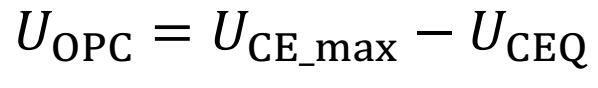 U_OPC = U_CE_max − U_CEQ